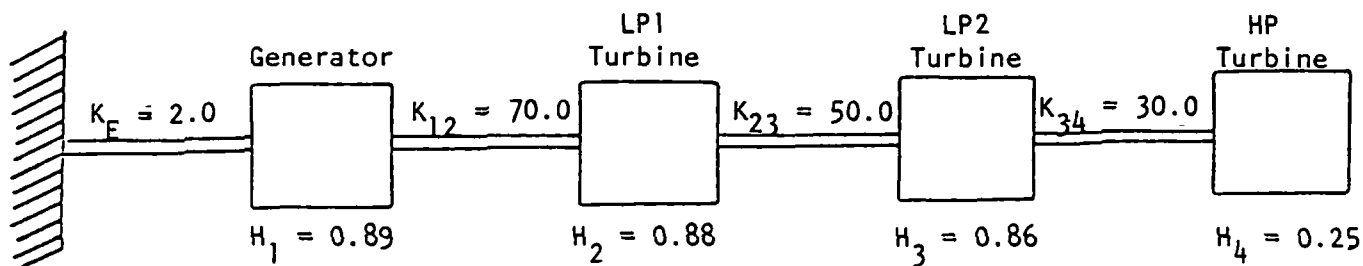 LP1 LP2 HP
Generator Turbine Turbine Turbine
K_E = 2.0 K_12 = 70.0 K_23 = 50.0 K_34 = 30.0
H_1 = 0.89 H_2 = 0.88 H_3 = 0.86 H_4 = 0.25